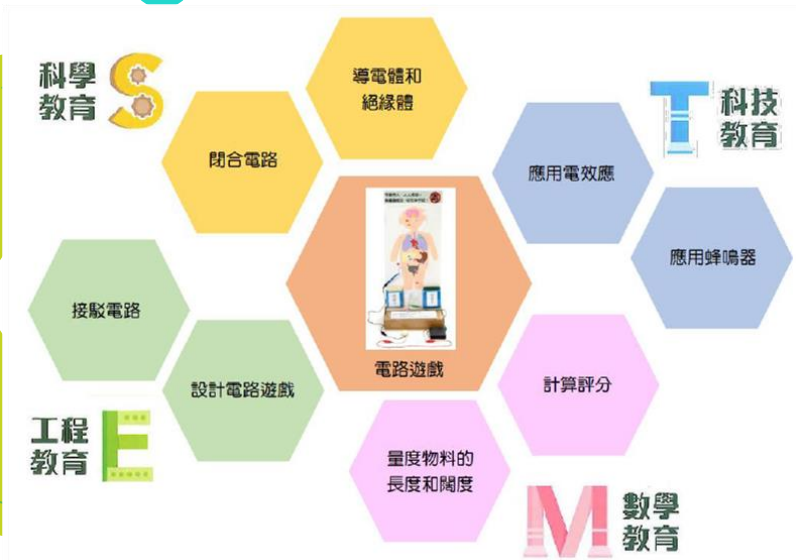 科學
教育
S
導電體和
絕緣體
閉合電路
T
科技
教育
應用電效應
應用蜂鳴器
接駁電路
設計電路遊戲
電路遊戲
計算評分
工程
教育
E
量度物料的
長度和闊度
M
數學
教育